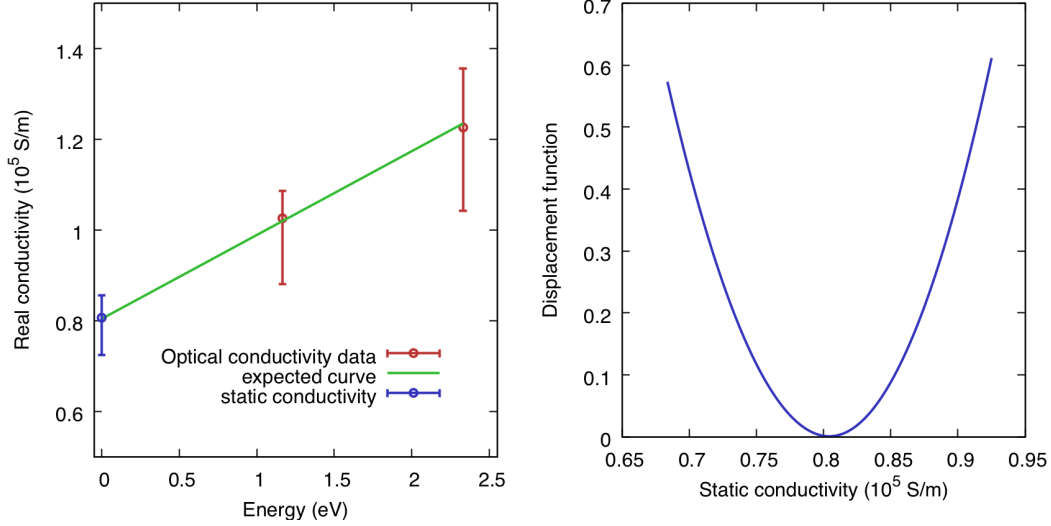 1.4
1.2
1
0.8
0.6
Real conductivity (10⁵ S/m)
Optical conductivity data
expected curve
static conductivity
0 0.5 1 1.5 2 2.5
Energy (eV)
0.7
0.6
0.5
0.4
0.3
0.2
0.1
0
Displacement function
0.65 0.7 0.75 0.8 0.85 0.9 0.95
Static conductivity (10⁵ S/m)